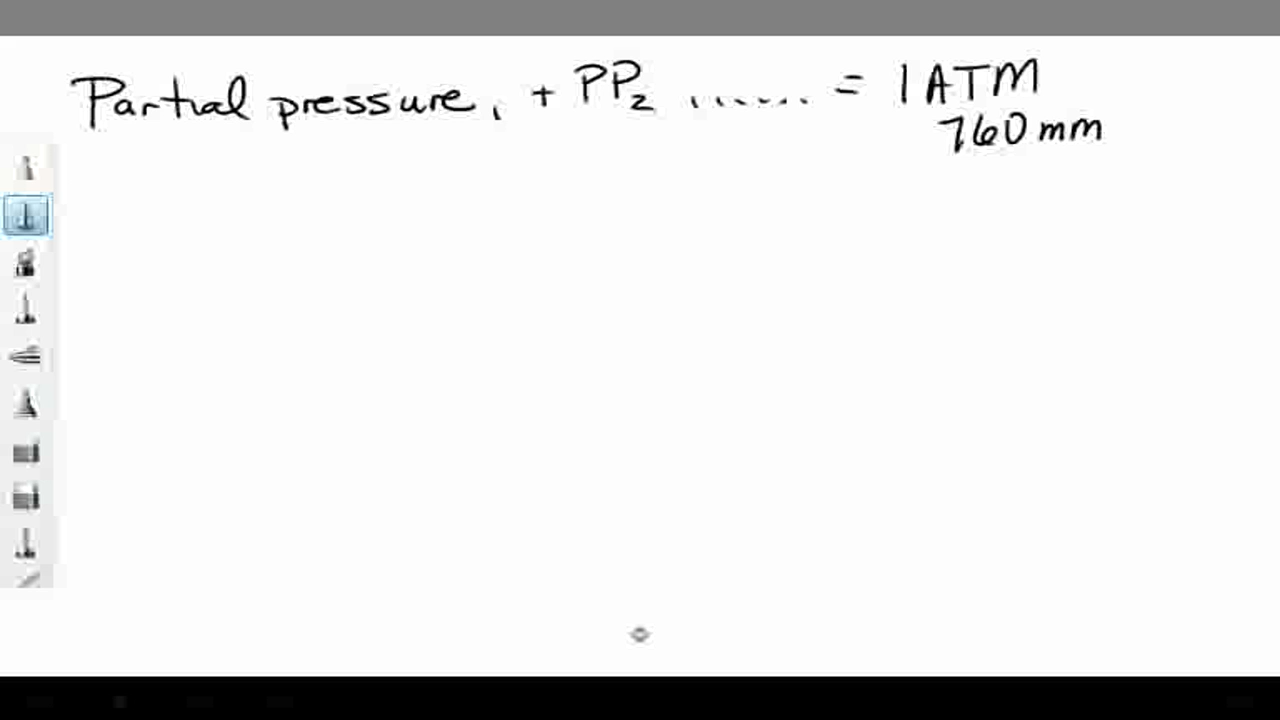 Partial pressure₁ + PP₂ ...... = 1 ATM
760 mm